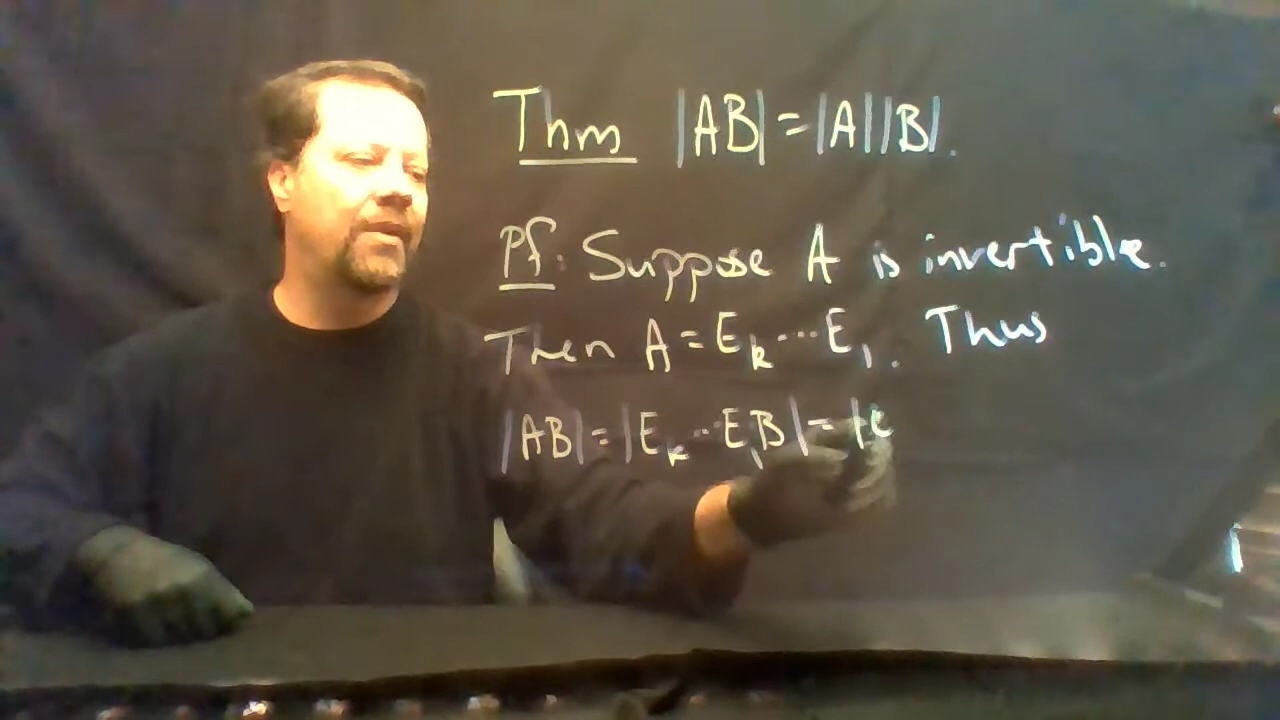 Thm |AB| = |A||B|.
Pf: Suppose A is invertible.
Then A = E_k ... E_1. Thus
|AB| = |E_k ... E_1 B| = |E